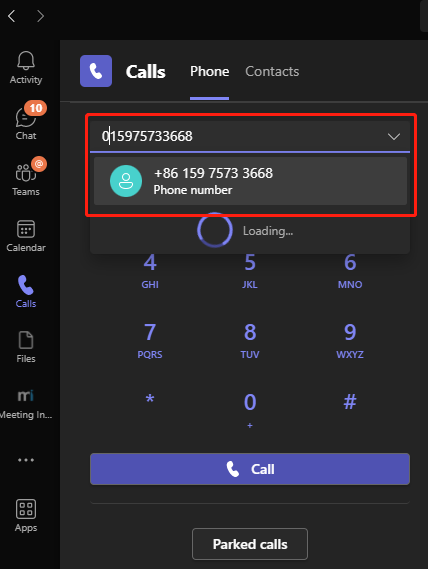 Calls Phone Contacts
Activity
10
Chat
@
Teams
Calendar
Calls
Files
mi
Meeting In...
...
Apps
015975733668
+86 159 7573 3668
Phone number
Loading...
4 5 6
GHI JKL MNO
7 8 9
PQRS TUV WXYZ
* 0 #
+
Call
Parked calls